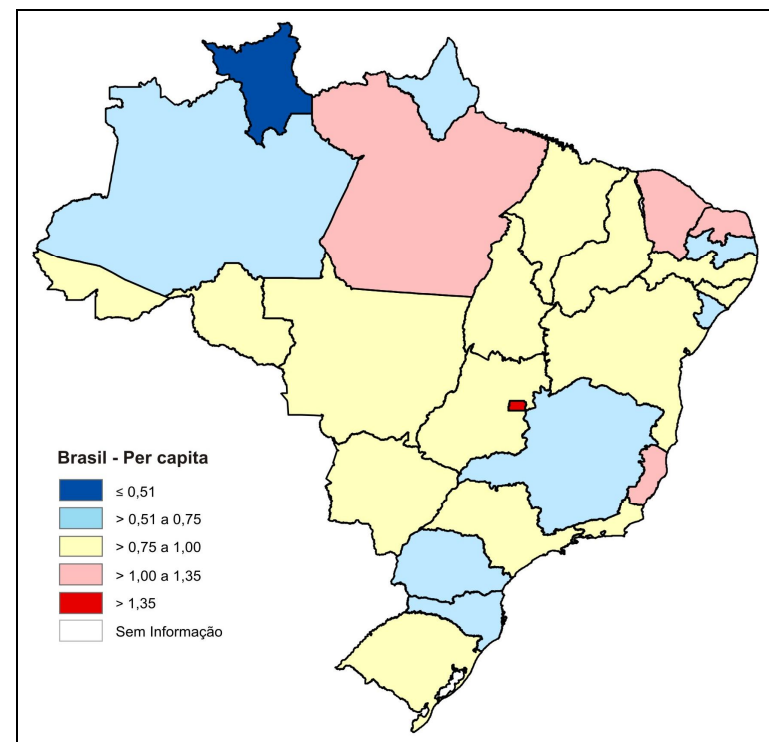 Brasil - Per capita
≤ 0,51
> 0,51 a 0,75
> 0,75 a 1,00
> 1,00 a 1,35
> 1,35
Sem Informação